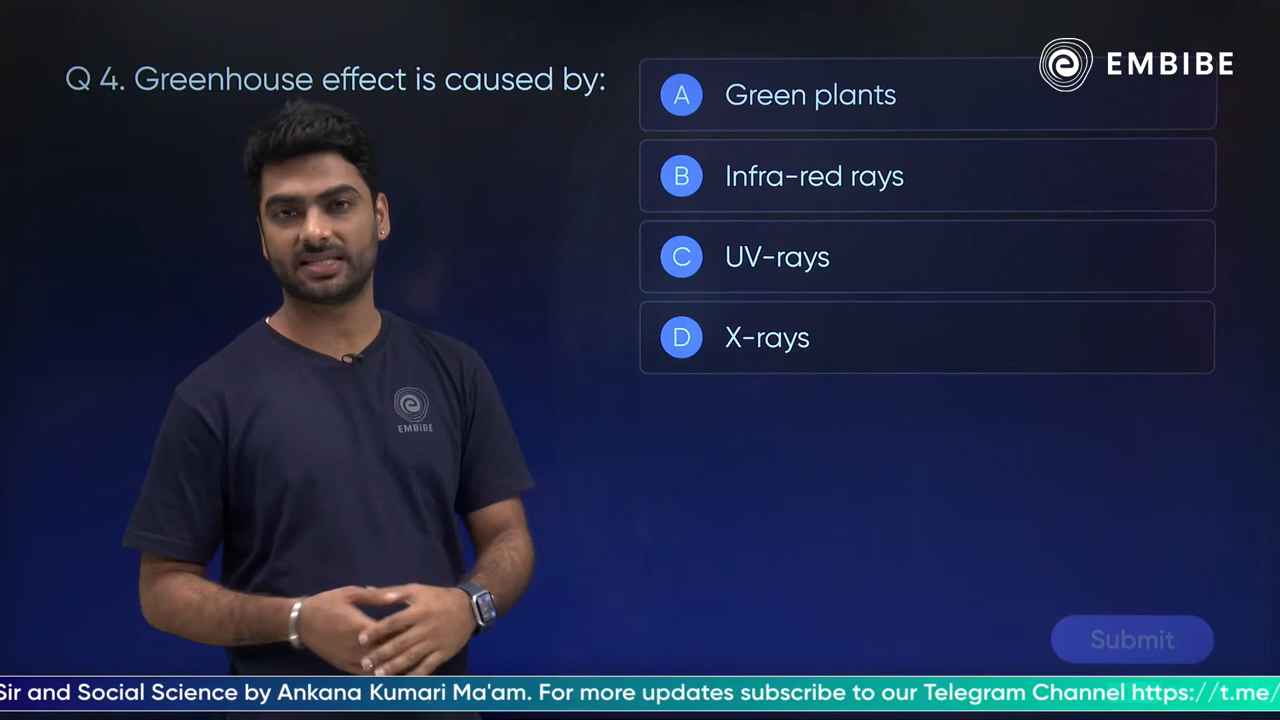 Q 4. Greenhouse effect is caused by:
A Green plants
B Infra-red rays
C UV-rays
D X-rays
EMBIBE
EMBIBE
Submit
Sir and Social Science by Ankana Kumari Ma'am. For more updates subscribe to our Telegram Channel https://t.me/